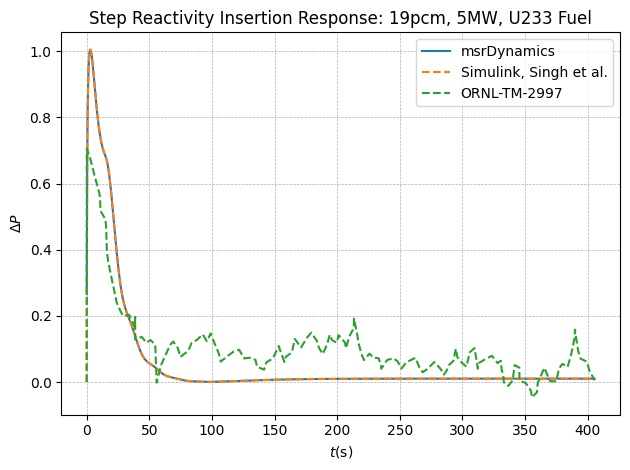 Step Reactivity Insertion Response: 19pcm, 5MW, U233 Fuel
msrDynamics
Simulink, Singh et al.
ORNL-TM-2997
1.0
0.8
0.6
0.4
0.2
0.0
ΔP
0 50 100 150 200 250 300 350 400
t(s)